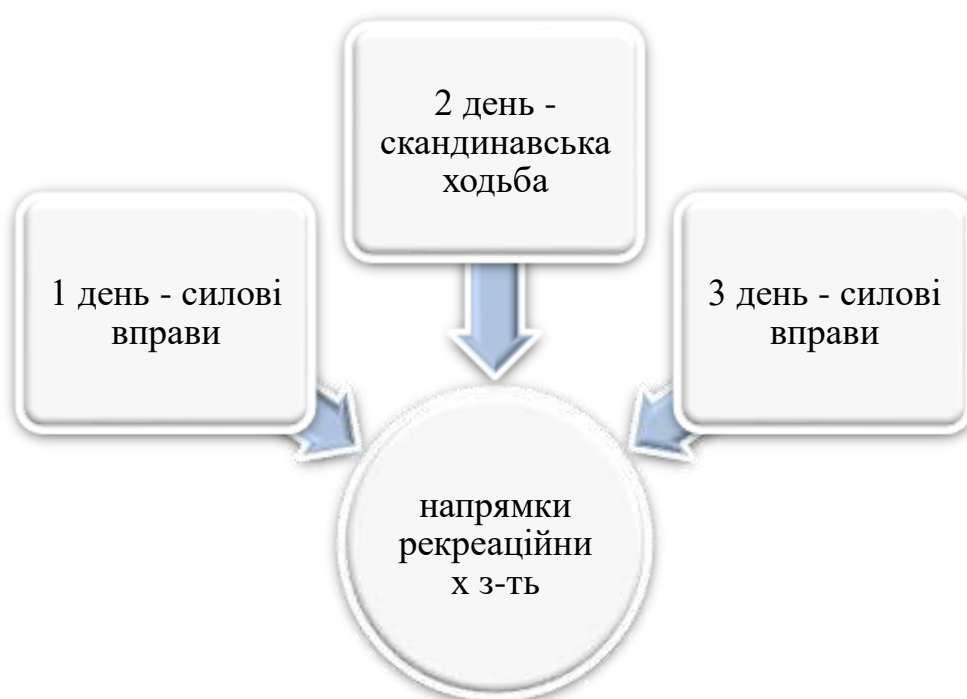 2 день -
скандинавська
ходьба
1 день - силові
вправи
3 день - силові
вправи
напрямки
рекреаційни
х з-ть